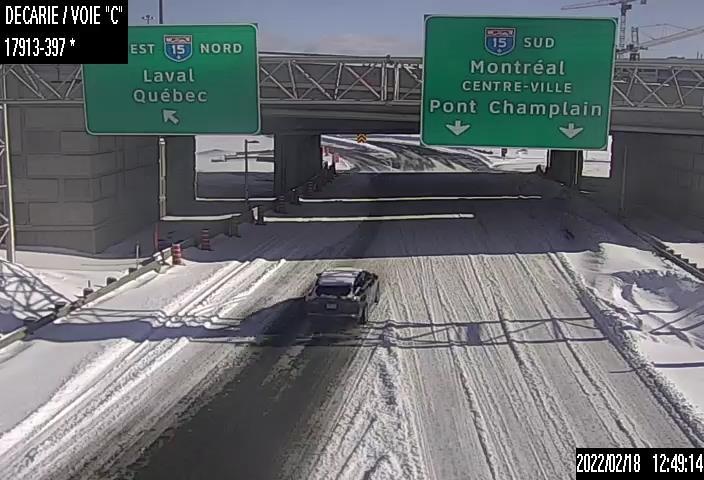 DECARIE / VOIE "C"
17913-397 *
EST 15 NORD
Laval
Québec
15 SUD
Montréal
CENTRE-VILLE
Pont Champlain
2022/02/18 12:49:14